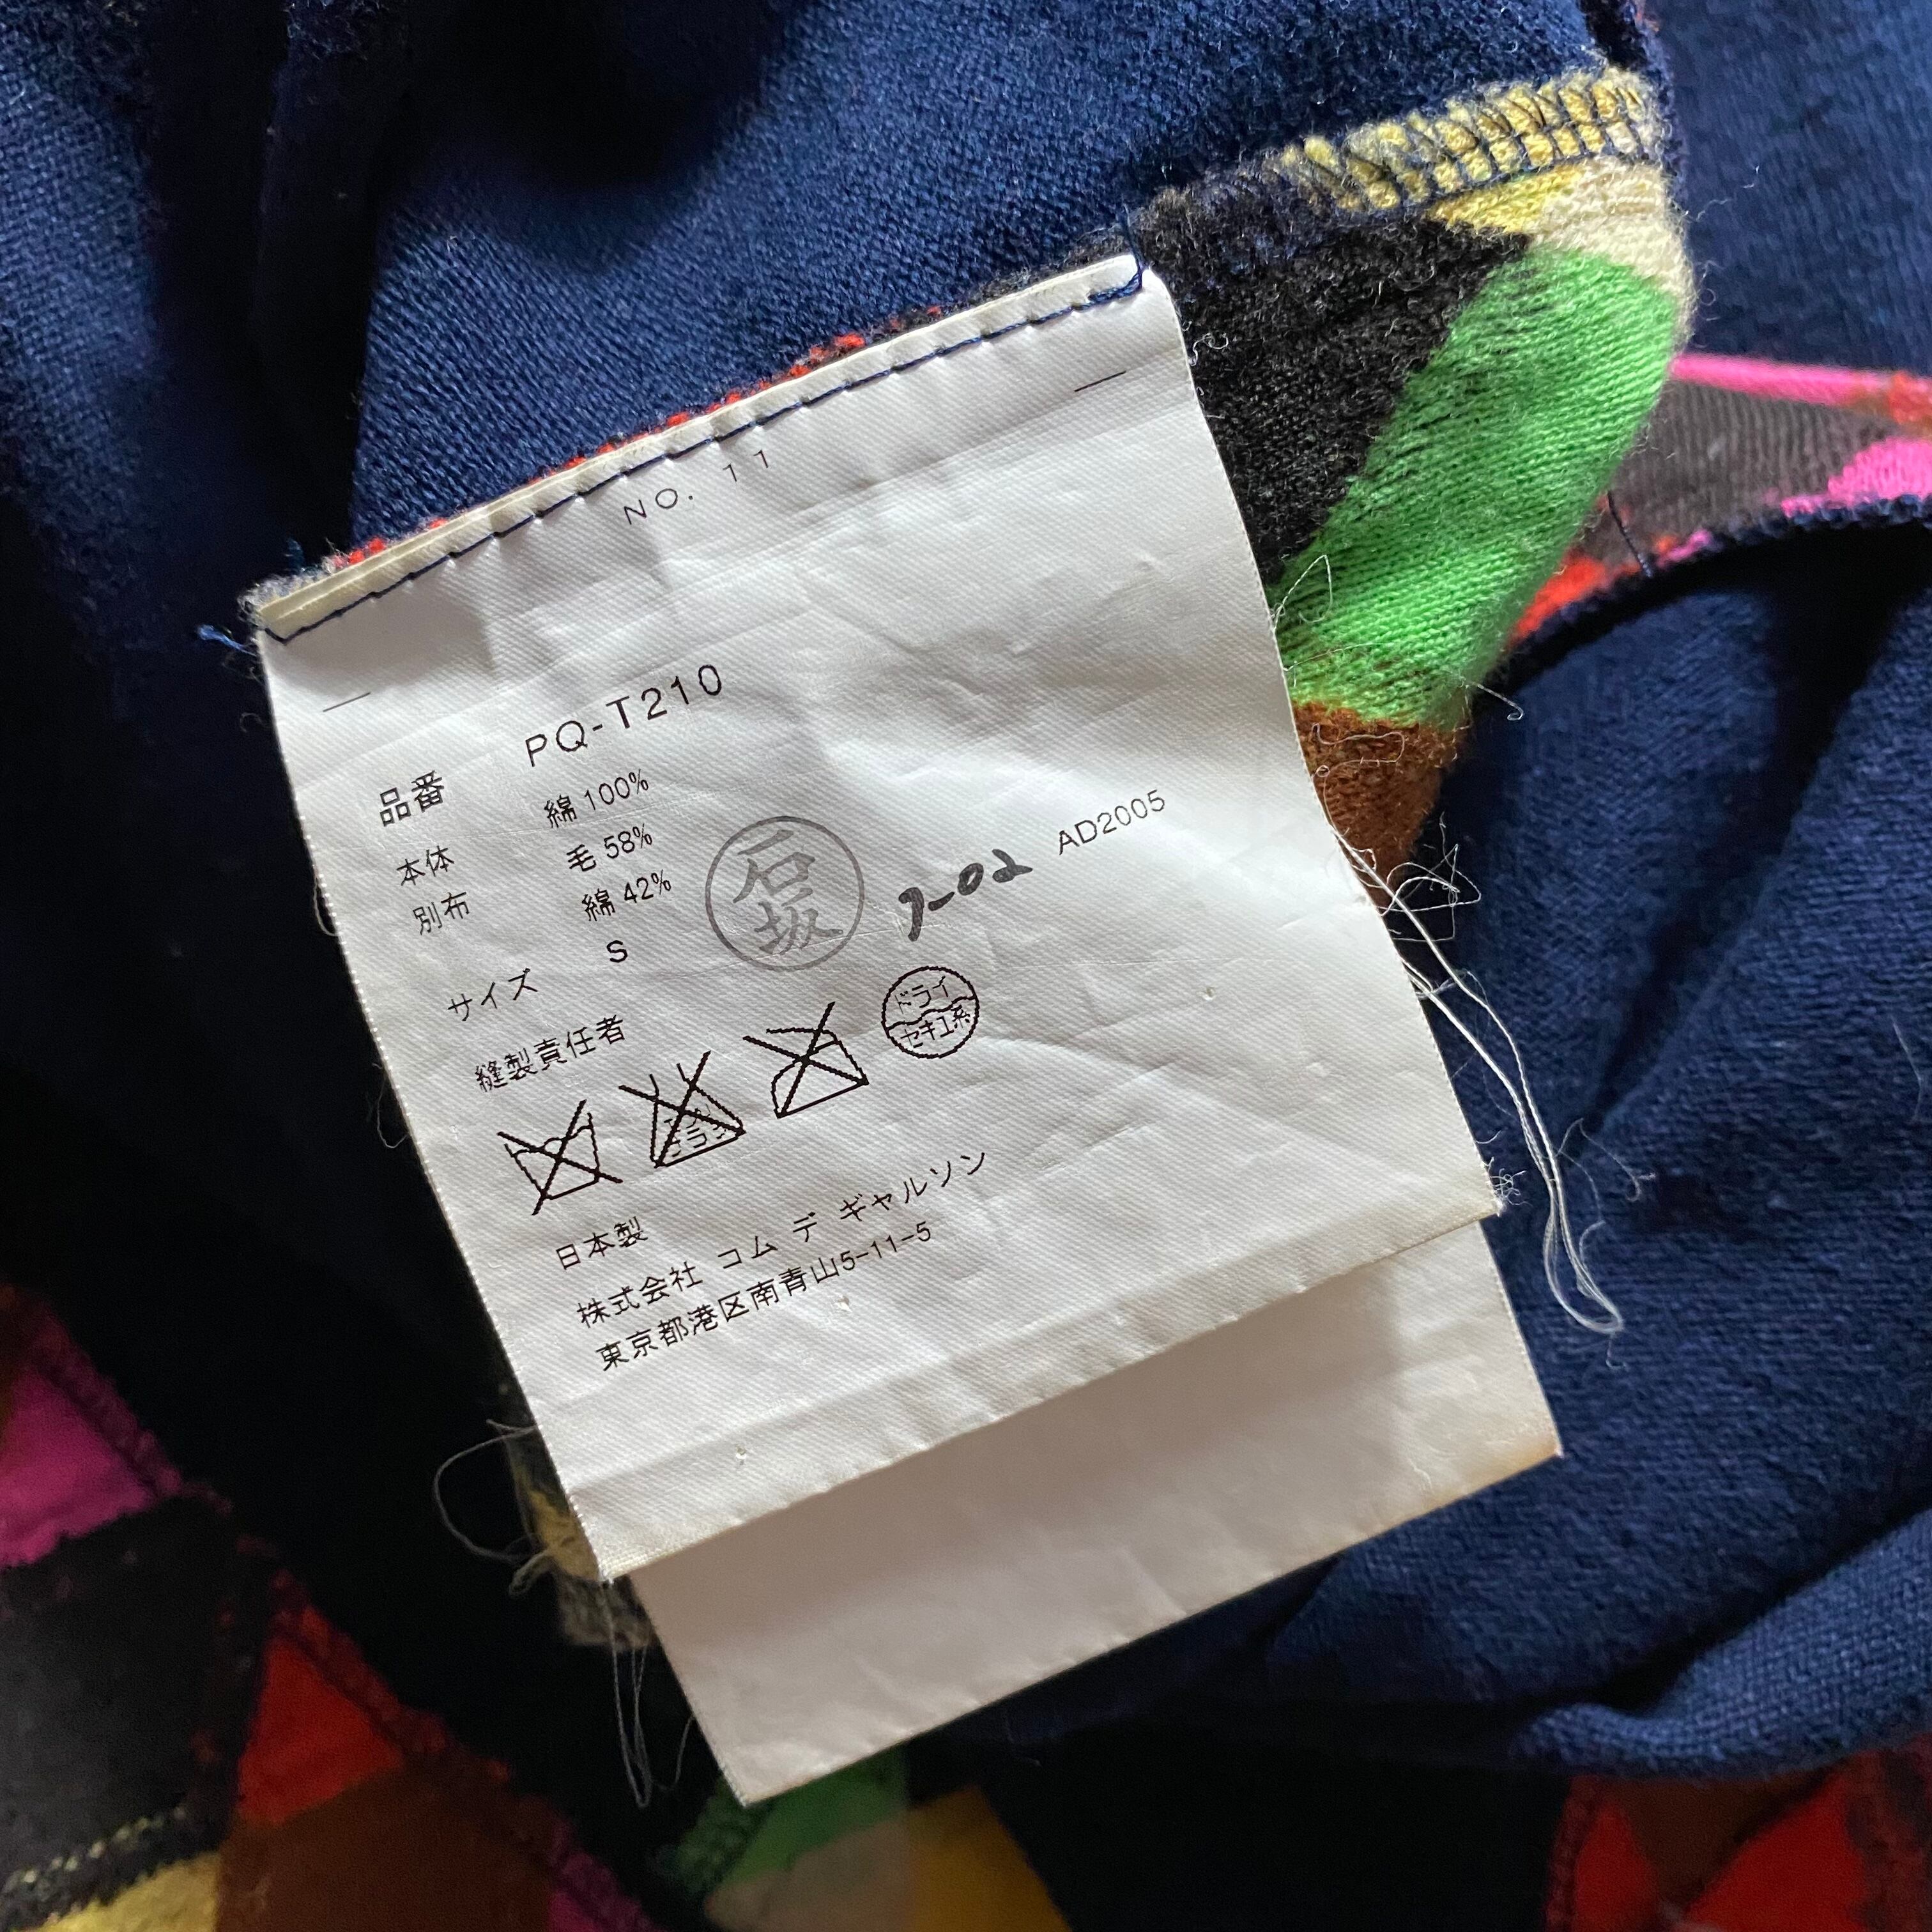 NO. 11
品番 PQ-T210
本体 綿 100%
別布 毛 58%
綿 42%
サイズ S
石坂
AD2005
縫製責任者
ドライ
セキユ系
日本製
株式会社 コム デ ギャルソン
東京都港区南青山5-11-5